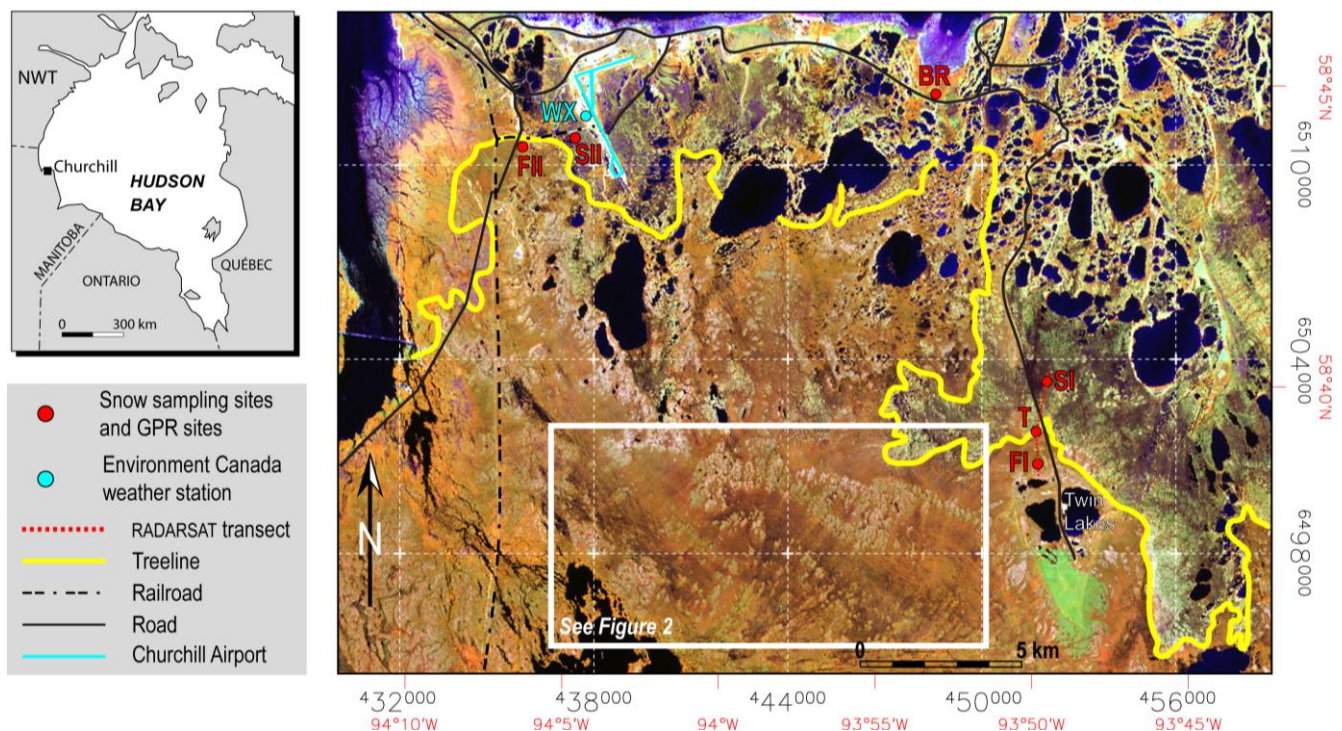 NWT
Churchill
HUDSON
BAY
MANITOBA
ONTARIO
QUÉBEC
0 300 km
Snow sampling sites
and GPR sites
Environment Canada
weather station
RADARSAT transect
Treeline
Railroad
Road
Churchill Airport
WX
BR
FII
SII
SI
T
FI
Twin
Lakes
N
See Figure 2
0 5 km
58°45'N
6510000
6504000
58°40'N
6498000
432000
438000
444000
450000
456000
94°10'W
94°5'W
94°W
93°55'W
93°50'W
93°45'W